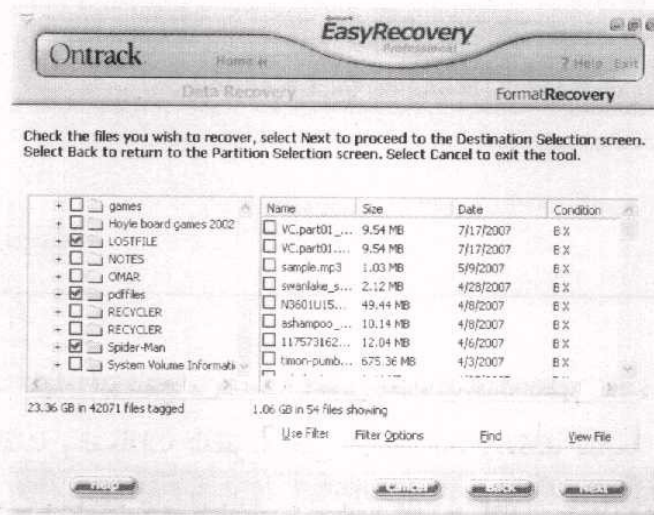 EasyRecovery
Professional
Ontrack
Home
? Help Exit
Data Recovery
FormatRecovery
Check the files you wish to recover, select Next to proceed to the Destination Selection screen.
Select Back to return to the Partition Selection screen. Select Cancel to exit the tool.
games
Hoyle board games 2002
LOSTFILE
NOTES
OMAR
pdffiles
RECYCLER
RECYCLER
Spider-Man
System Volume Informati
Name Size Date Condition
VC.part01_... 9.54 MB 7/17/2007 B X
VC.part01.... 9.54 MB 7/17/2007 B X
sample.mp3 1.03 MB 5/9/2007 B X
swanlake_s... 2.12 MB 4/28/2007 B X
N3601U15... 49.44 MB 4/8/2007 B X
ashampoo_... 10.14 MB 4/8/2007 B X
117573162... 12.04 MB 4/6/2007 B X
timon-pumb... 675.36 MB 4/3/2007 B X
23.36 GB in 42071 files tagged
1.06 GB in 54 files showing
Use Filter Filter Options Find View File
Help Cancel Back Next